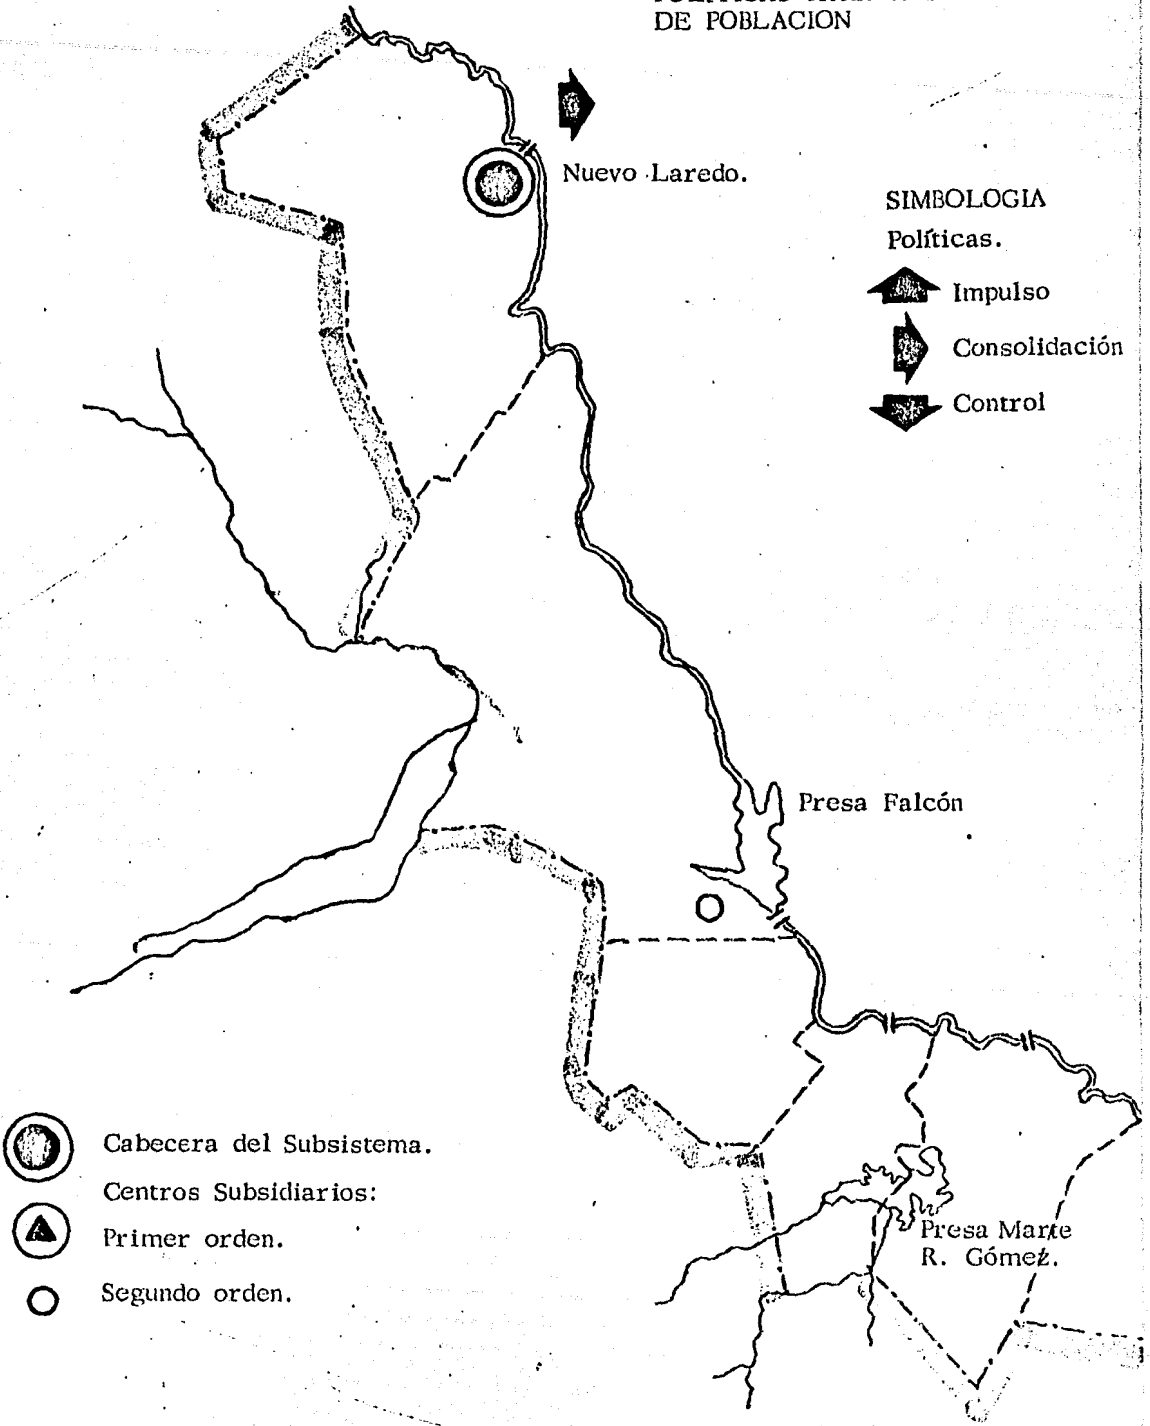 DE POBLACION
Nuevo Laredo.
SIMBOLOGIA
Políticas.
Impulso
Consolidación
Control
Presa Falcón
Cabecera del Subsistema.
Centros Subsidiarios:
Primer orden.
Segundo orden.
Presa Marte
R. Gómez.